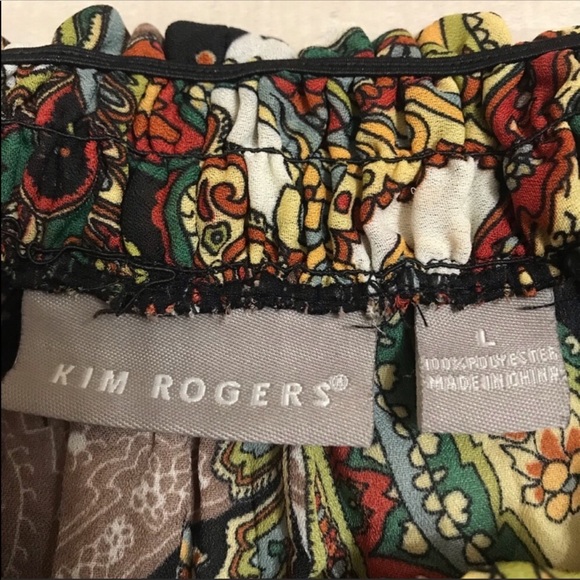 KIM ROGERS®
L
100% POLYESTER
MADE IN CHINA